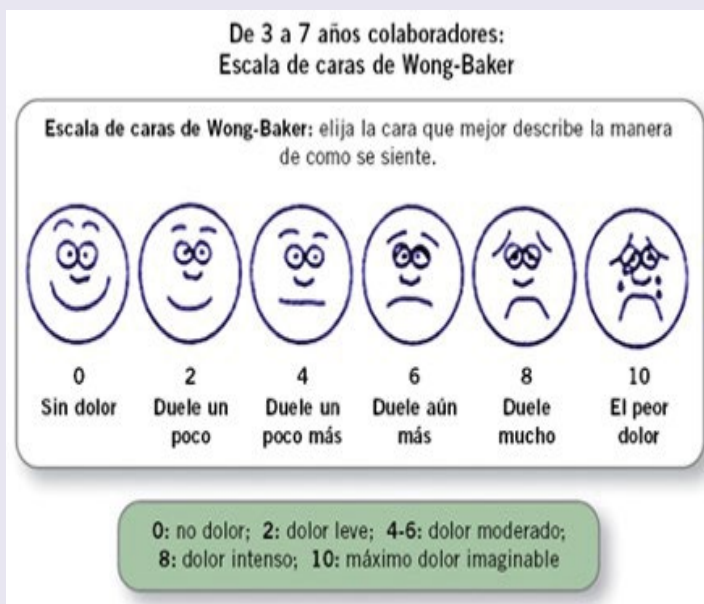 De 3 a 7 años colaboradores:
Escala de caras de Wong-Baker
Escala de caras de Wong-Baker: elija la cara que mejor describe la manera
de como se siente.
0 2 4 6 8 10
Sin dolor Duele un Duele un Duele aún Duele El peor
poco poco más más mucho dolor
0: no dolor; 2: dolor leve; 4-6: dolor moderado;
8: dolor intenso; 10: máximo dolor imaginable